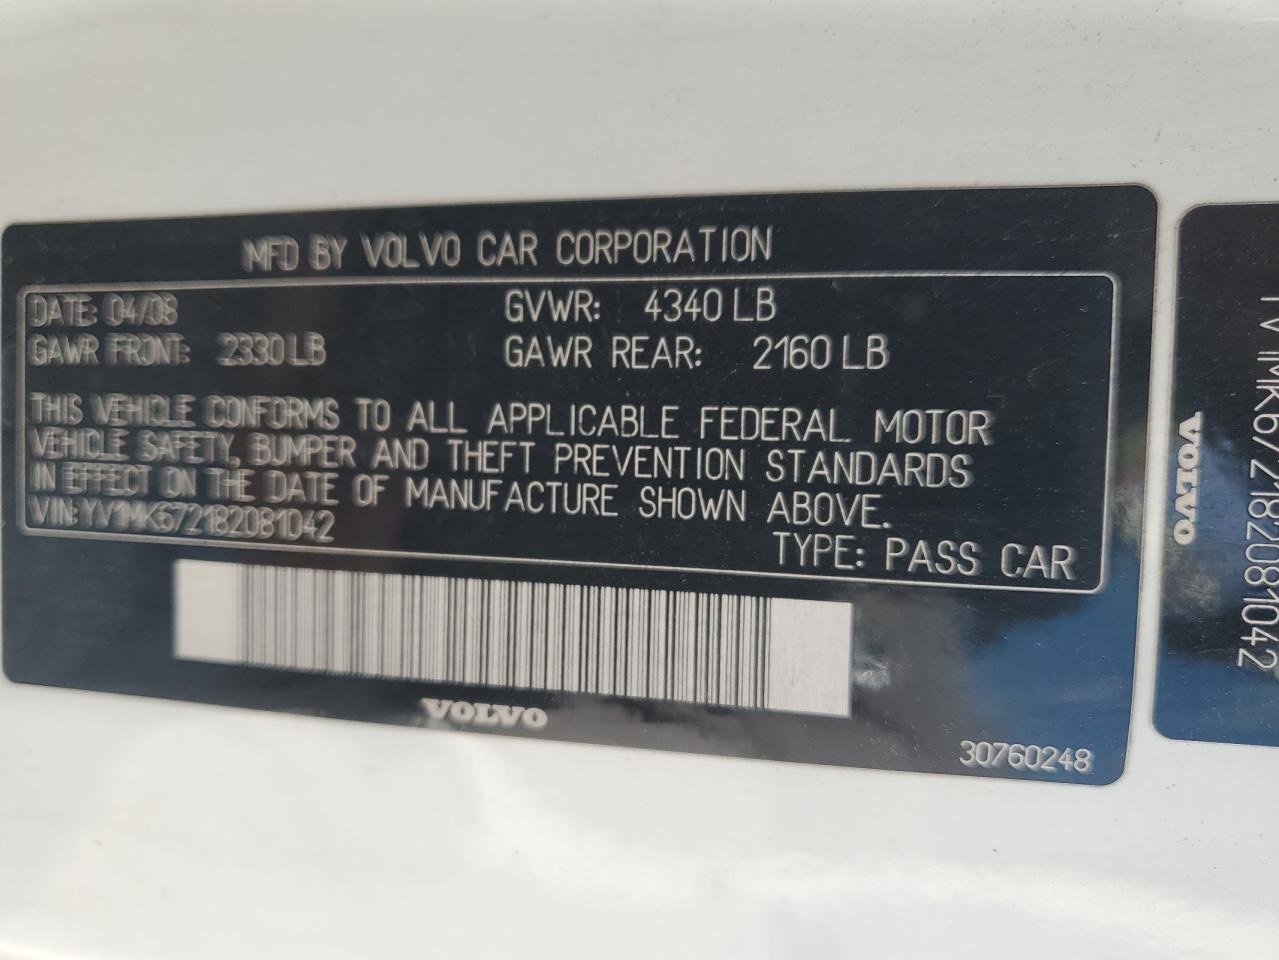 MFD BY VOLVO CAR CORPORATION
DATE: 04/08 GVWR: 4340 LB
GAWR FRONT: 2330 LB GAWR REAR: 2160 LB
THIS VEHICLE CONFORMS TO ALL APPLICABLE FEDERAL MOTOR
VEHICLE SAFETY, BUMPER AND THEFT PREVENTION STANDARDS
IN EFFECT ON THE DATE OF MANUFACTURE SHOWN ABOVE.
VIN: YV1MK672182081042
TYPE: PASS CAR
VOLVO
30760248
VOLVO
YV1MK672182081042